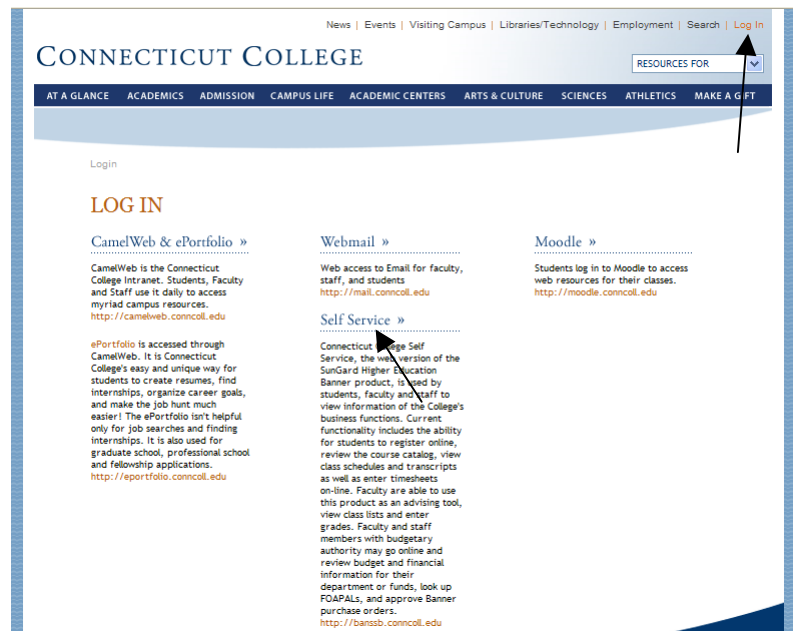 News | Events | Visiting Campus | Libraries/Technology | Employment | Search | Log In
CONNECTICUT COLLEGE
RESOURCES FOR
AT A GLANCE ACADEMICS ADMISSION CAMPUS LIFE ACADEMIC CENTERS ARTS & CULTURE SCIENCES ATHLETICS MAKE A GIFT
Login
LOG IN
CamelWeb & ePortfolio »
CamelWeb is the Connecticut
College Intranet. Students, Faculty
and Staff use it daily to access
myriad campus resources.
http://camelweb.conncoll.edu
ePortfolio is accessed through
CamelWeb. It is Connecticut
College's easy and unique way for
students to create resumes, find
internships, organize career goals,
and make the job hunt much
easier! The ePortfolio isn't helpful
only for job searches and finding
internships. It is also used for
graduate school, professional school
and fellowship applications.
http://eportfolio.conncoll.edu
Webmail »
Web access to Email for faculty,
staff, and students
http://mail.conncoll.edu
Self Service »
Connecticut College Self
Service, the web version of the
SunGard Higher Education
Banner product, is used by
students, faculty and staff to
view information of the College's
business functions. Current
functionality includes the ability
for students to register online,
review the course catalog, view
class schedules and transcripts
as well as enter timesheets
on-line. Faculty are able to use
this product as an advising tool,
view class lists and enter
grades. Faculty and staff
members with budgetary
authority may go online and
review budget and financial
information for their
department or funds, look up
FOAPALs, and approve Banner
purchase orders.
http://banssb.conncoll.edu
Moodle »
Students log in to Moodle to access
web resources for their classes.
http://moodle.conncoll.edu